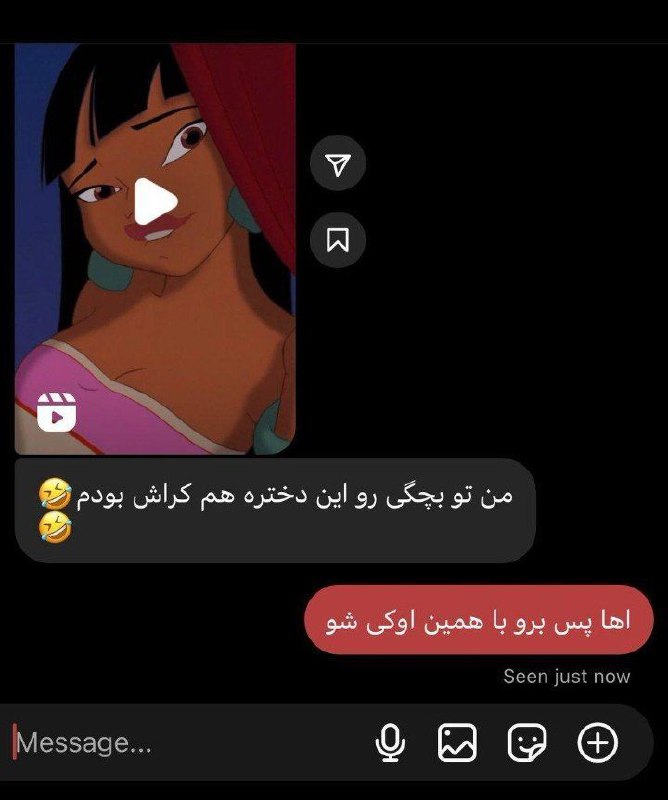 من تو بچگی رو این دختره هم کراش بودم🤣
🤣
اها پس برو با همین اوکی شو
Seen just now
Message...